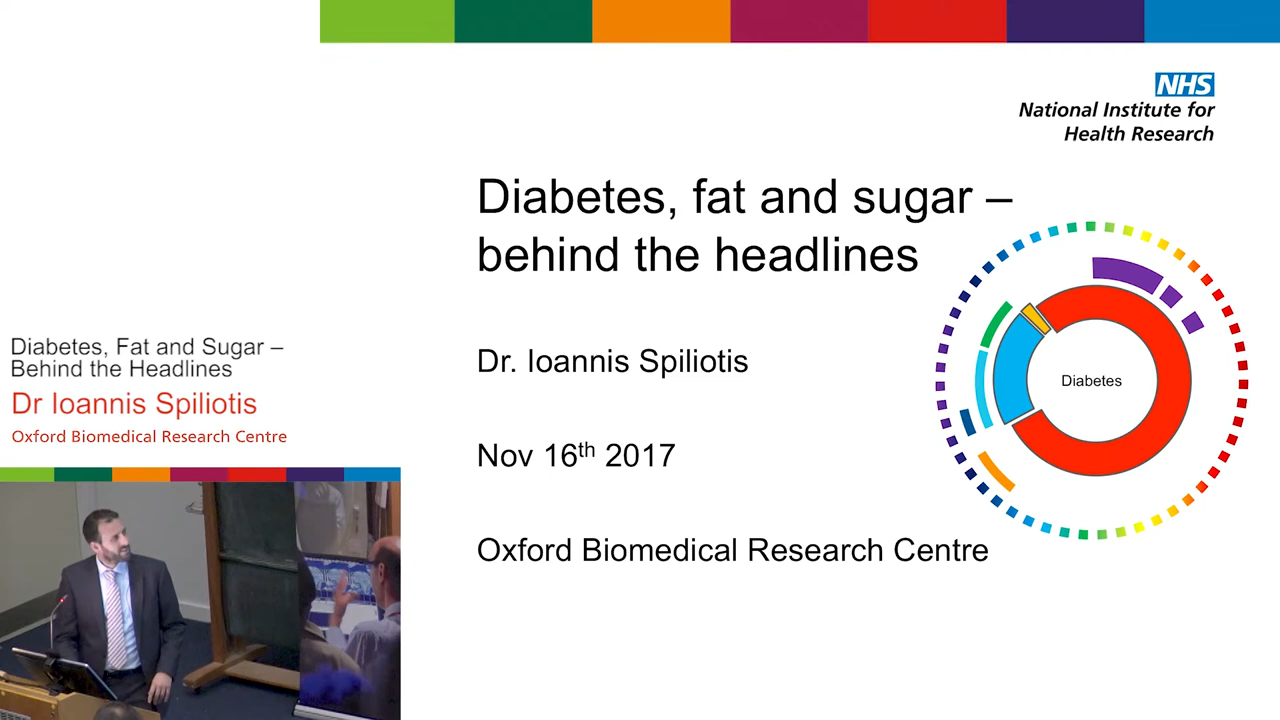 NHS
National Institute for
Health Research
Diabetes, fat and sugar –
behind the headlines
Dr. Ioannis Spiliotis
Nov 16th 2017
Oxford Biomedical Research Centre
Diabetes
Diabetes, Fat and Sugar –
Behind the Headlines
Dr Ioannis Spiliotis
Oxford Biomedical Research Centre